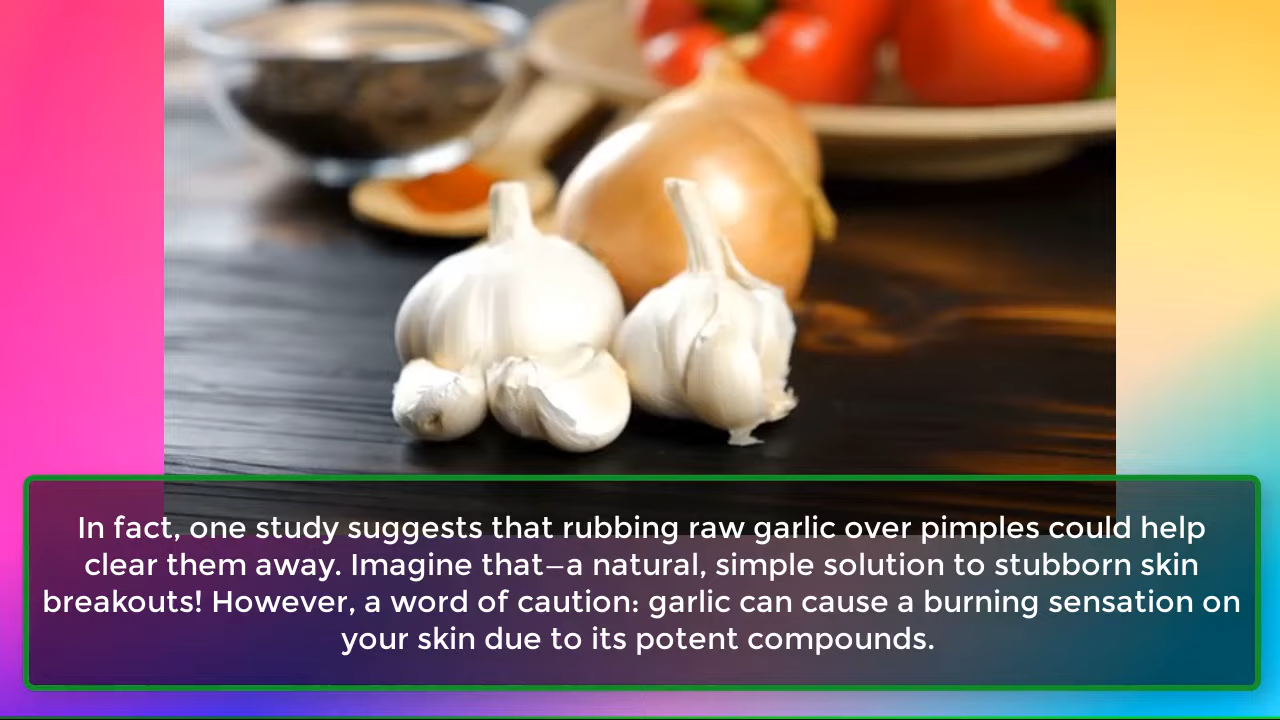 In fact, one study suggests that rubbing raw garlic over pimples could help
clear them away. Imagine that—a natural, simple solution to stubborn skin
breakouts! However, a word of caution: garlic can cause a burning sensation on
your skin due to its potent compounds.